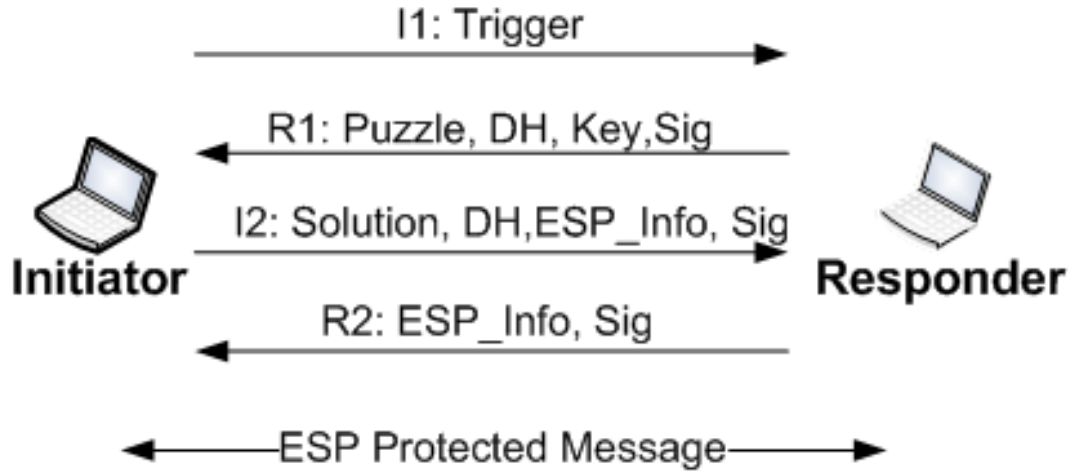 I1: Trigger
R1: Puzzle, DH, Key,Sig
I2: Solution, DH,ESP_Info, Sig
Initiator
Responder
R2: ESP_Info, Sig
ESP Protected Message